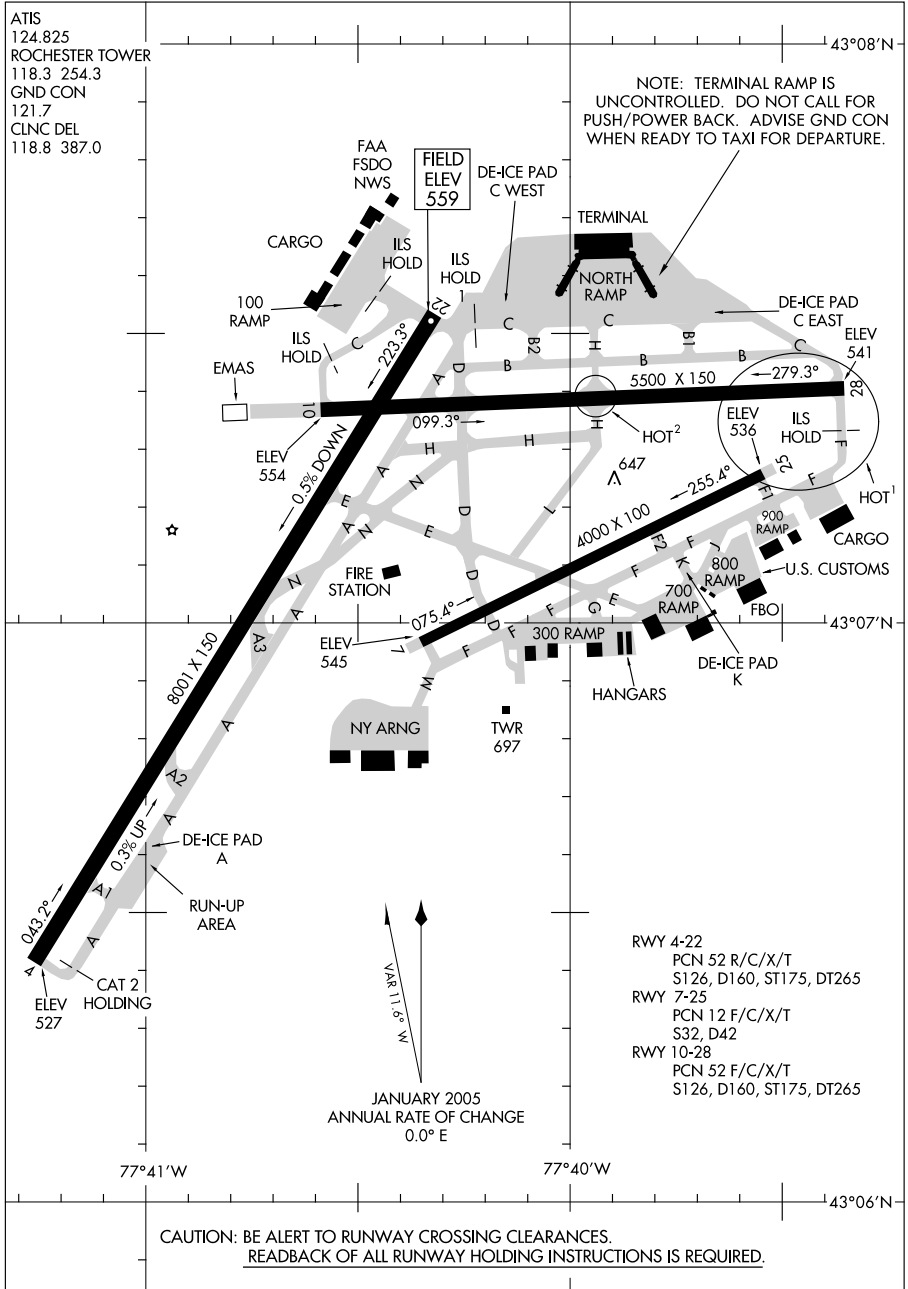 ATIS
124.825
ROCHESTER TOWER
118.3 254.3
GND CON
121.7
CLNC DEL
118.8 387.0
43°08'N
NOTE: TERMINAL RAMP IS
UNCONTROLLED. DO NOT CALL FOR
PUSH/POWER BACK. ADVISE GND CON
WHEN READY TO TAXI FOR DEPARTURE.
FAA
FSDO
NWS
FIELD
ELEV
559
DE-ICE PAD
C WEST
TERMINAL
CARGO
ILS
HOLD
ILS
HOLD
NORTH
RAMP
100
RAMP
DE-ICE PAD
C EAST
ILS
HOLD
22
C
C
C
H
B2
B1
C
ELEV
541
EMAS
223.3°
A
D
B
B
B
5500 X 150
279.3°
28
10
099.3°
ELEV
554
0.5% DOWN
H
H
H
HOT²
ELEV
536
ILS
HOLD
F
HOT¹
647
25
255.4°
4000 X 100
A
N
E
A
N
N
E
D
D
J
F1
F
900
RAMP
CARGO
F2
F
J
K
800
RAMP
U.S. CUSTOMS
FBO
FIRE
STATION
N
A
A3
075.4°
D
F
F
F
F
G
E
700
RAMP
300 RAMP
43°07'N
ELEV
545
7
W
DE-ICE PAD
K
HANGARS
8001 X 150
A
NY ARNG
TWR
697
A2
A
0.3% UP
DE-ICE PAD
A
A1
RUN-UP
AREA
043.2°
A
4
CAT 2
HOLDING
ELEV
527
VAR 11.6° W
JANUARY 2005
ANNUAL RATE OF CHANGE
0.0° E
RWY 4-22
PCN 52 R/C/X/T
S126, D160, ST175, DT265
RWY 7-25
PCN 12 F/C/X/T
S32, D42
RWY 10-28
PCN 52 F/C/X/T
S126, D160, ST175, DT265
77°41'W
77°40'W
43°06'N
CAUTION: BE ALERT TO RUNWAY CROSSING CLEARANCES.
READBACK OF ALL RUNWAY HOLDING INSTRUCTIONS IS REQUIRED.